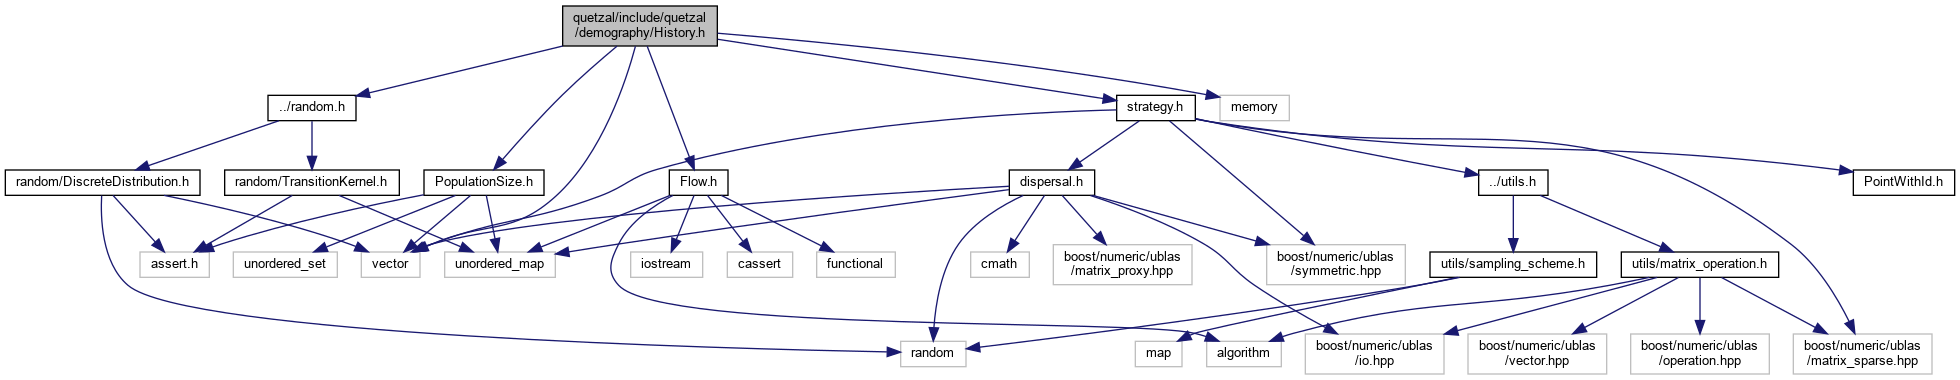 quetzal/include/quetzal
/demography/History.h
../random.h
strategy.h
memory
random/DiscreteDistribution.h
random/TransitionKernel.h
PopulationSize.h
Flow.h
dispersal.h
../utils.h
PointWithId.h
assert.h
unordered_set
vector
unordered_map
iostream
cassert
functional
cmath
boost/numeric/ublas
/matrix_proxy.hpp
boost/numeric/ublas
/symmetric.hpp
utils/sampling_scheme.h
utils/matrix_operation.h
random
map
algorithm
boost/numeric/ublas
/io.hpp
boost/numeric/ublas
/vector.hpp
boost/numeric/ublas
/operation.hpp
boost/numeric/ublas
/matrix_sparse.hpp